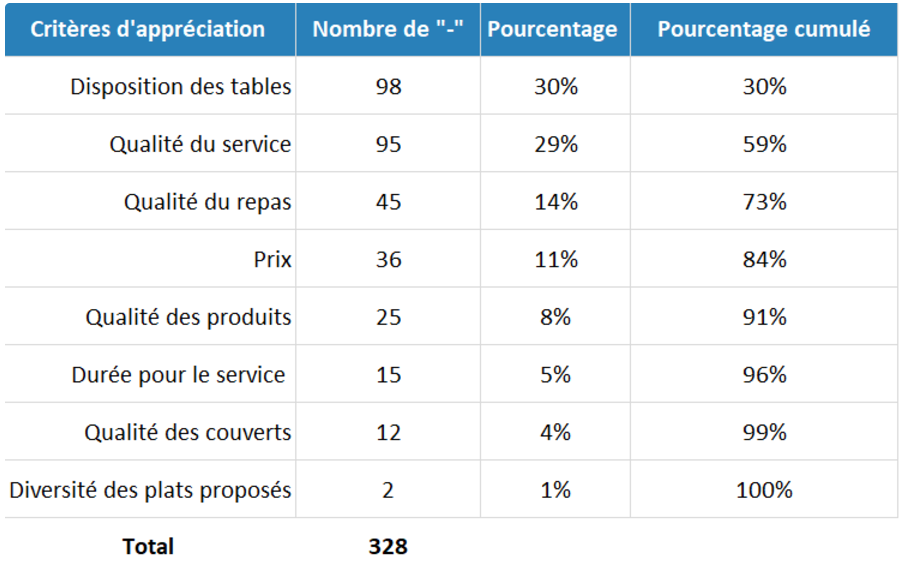 Critères d'appréciation Nombre de "-" Pourcentage Pourcentage cumulé
Disposition des tables 98 30% 30%
Qualité du service 95 29% 59%
Qualité du repas 45 14% 73%
Prix 36 11% 84%
Qualité des produits 25 8% 91%
Durée pour le service 15 5% 96%
Qualité des couverts 12 4% 99%
Diversité des plats proposés 2 1% 100%
Total 328